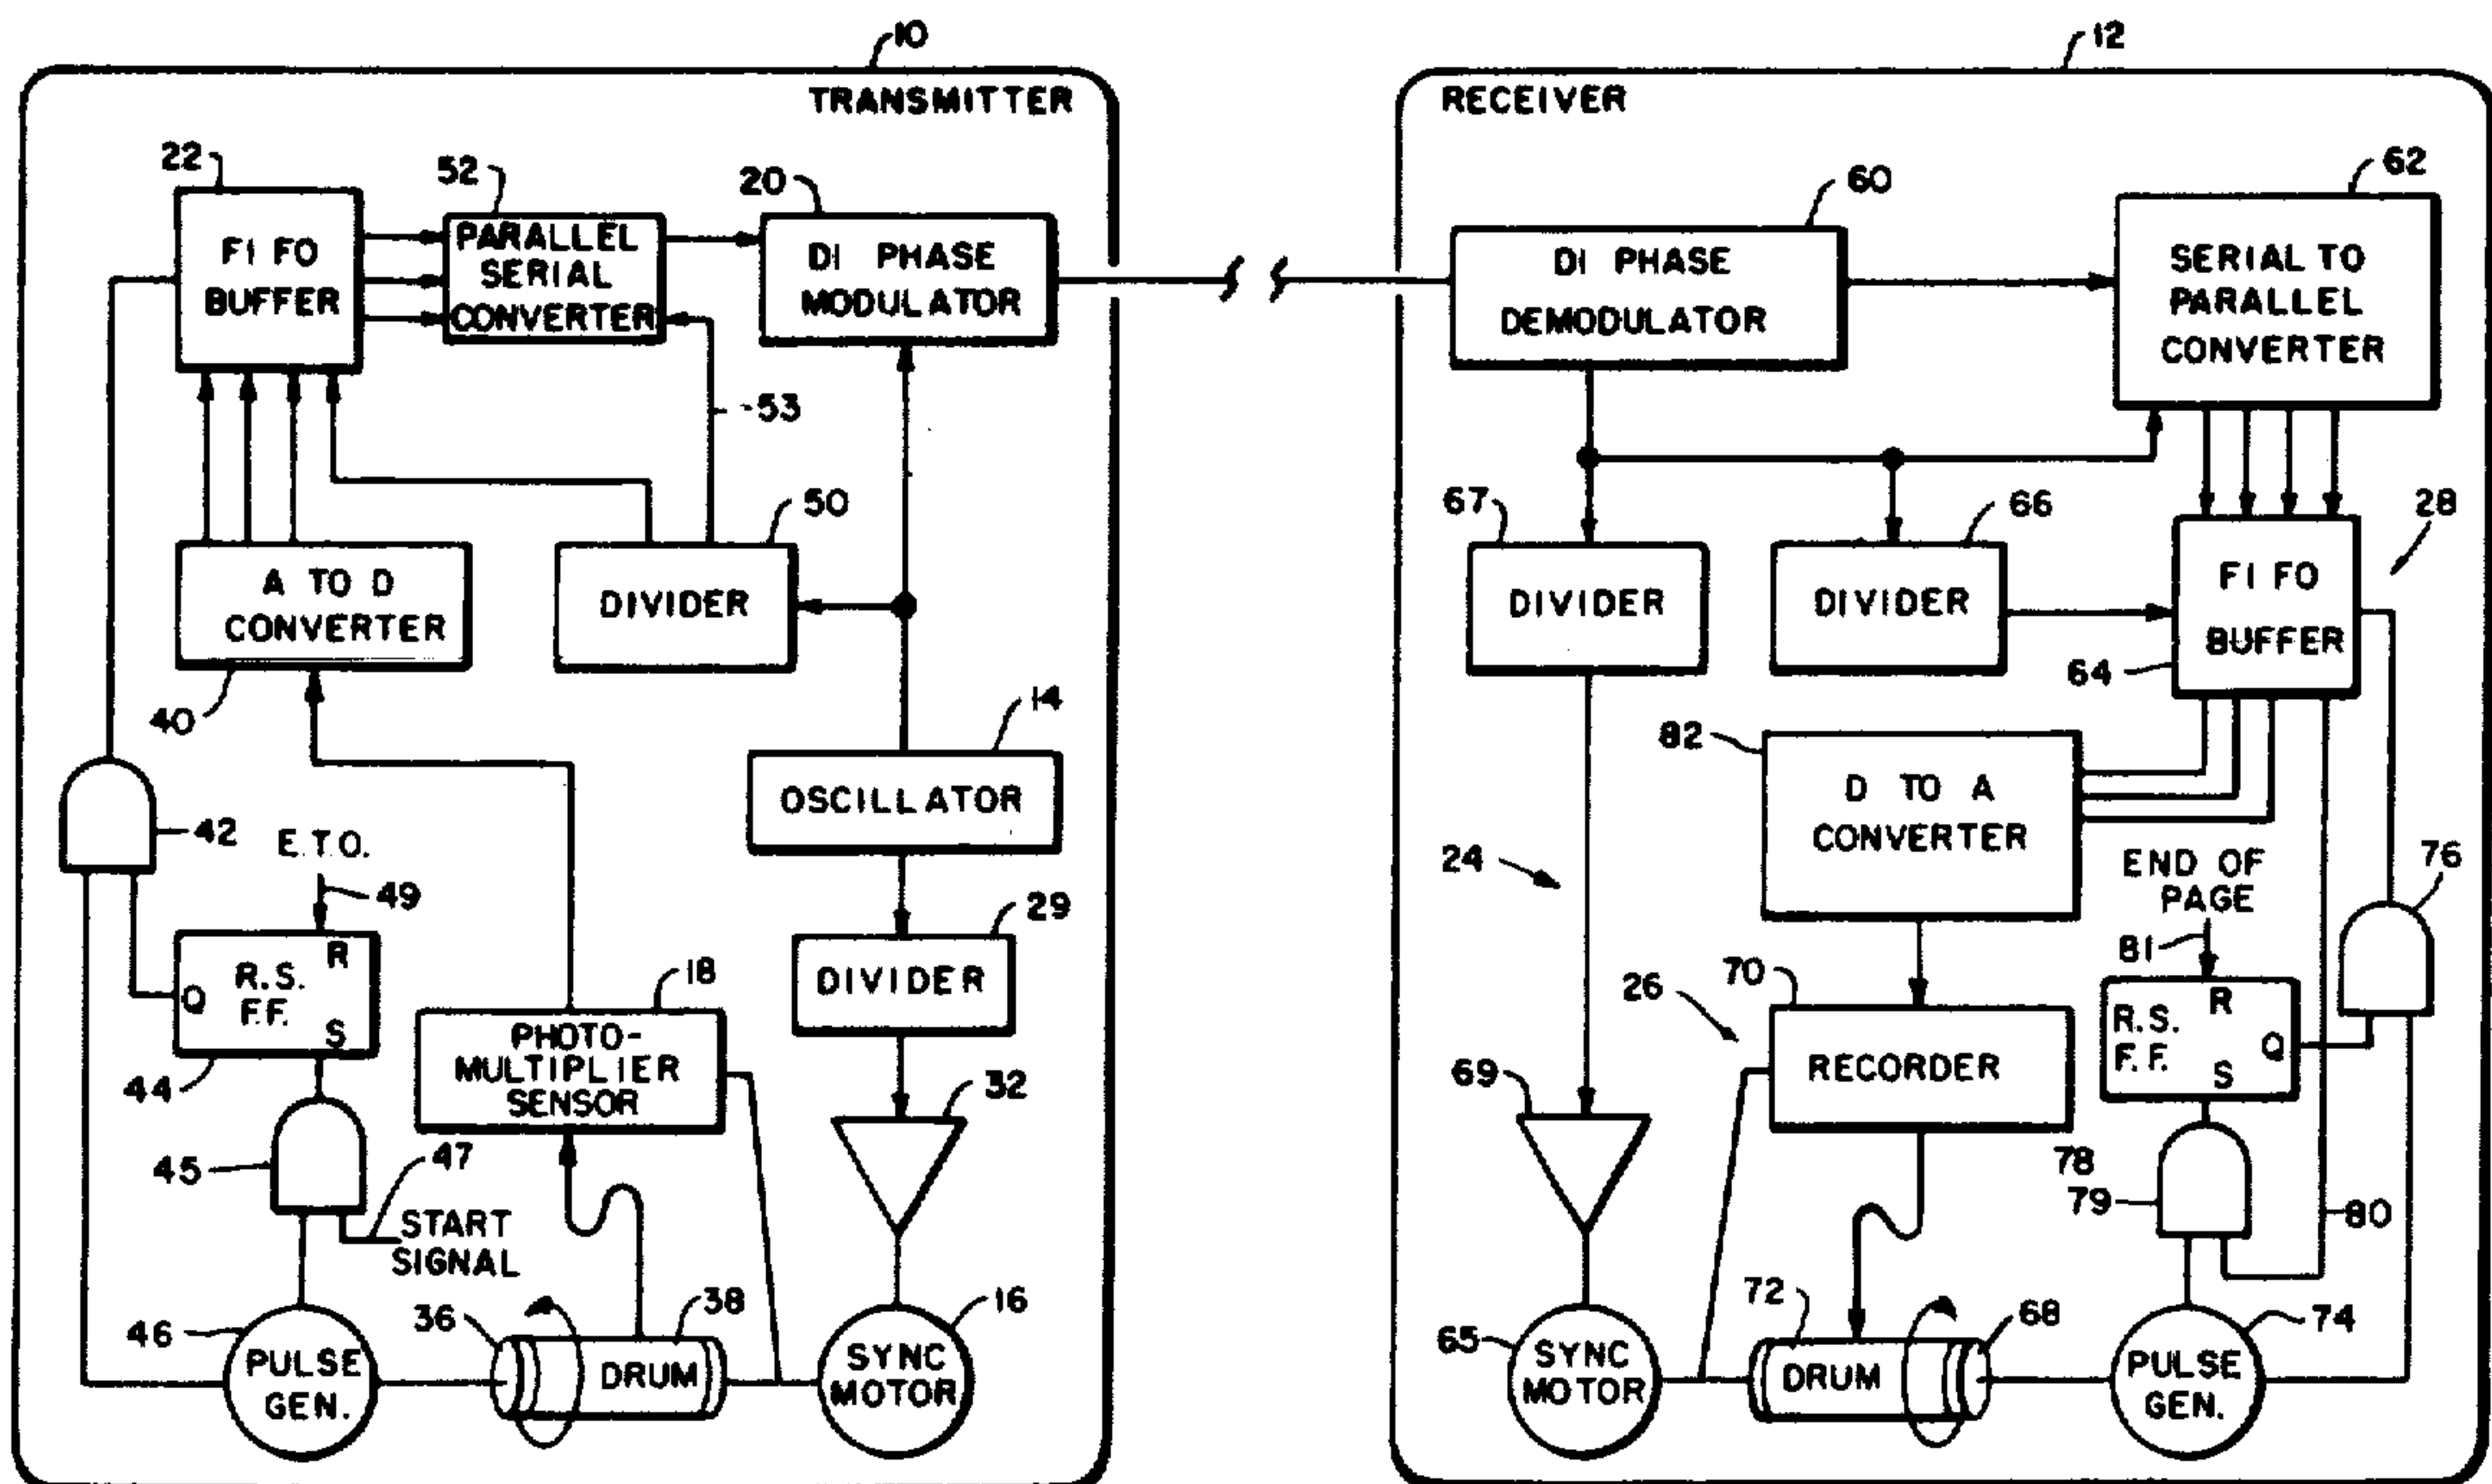 10
12
TRANSMITTER
RECEIVER
22
52
20
60
62
FI FO
BUFFER
PARALLEL
SERIAL
CONVERTER
DI PHASE
MODULATOR
DI PHASE
DEMODULATOR
SERIAL TO
PARALLEL
CONVERTER
53
50
67
66
28
A TO D
CONVERTER
DIVIDER
DIVIDER
DIVIDER
FI FO
BUFFER
64
40
14
82
OSCILLATOR
D TO A
CONVERTER
42
E.T.O.
49
24
END OF
PAGE
76
29
81
R
R.S.
F.F.
Q
S
44
18
DIVIDER
26
70
R
R.S.
F.F.
Q
S
PHOTO-
MULTIPLIER
SENSOR
32
69
RECORDER
45
47
START
SIGNAL
78
79
80
46
36
38
16
65
72
68
74
PULSE
GEN.
DRUM
SYNC
MOTOR
SYNC
MOTOR
DRUM
PULSE
GEN.